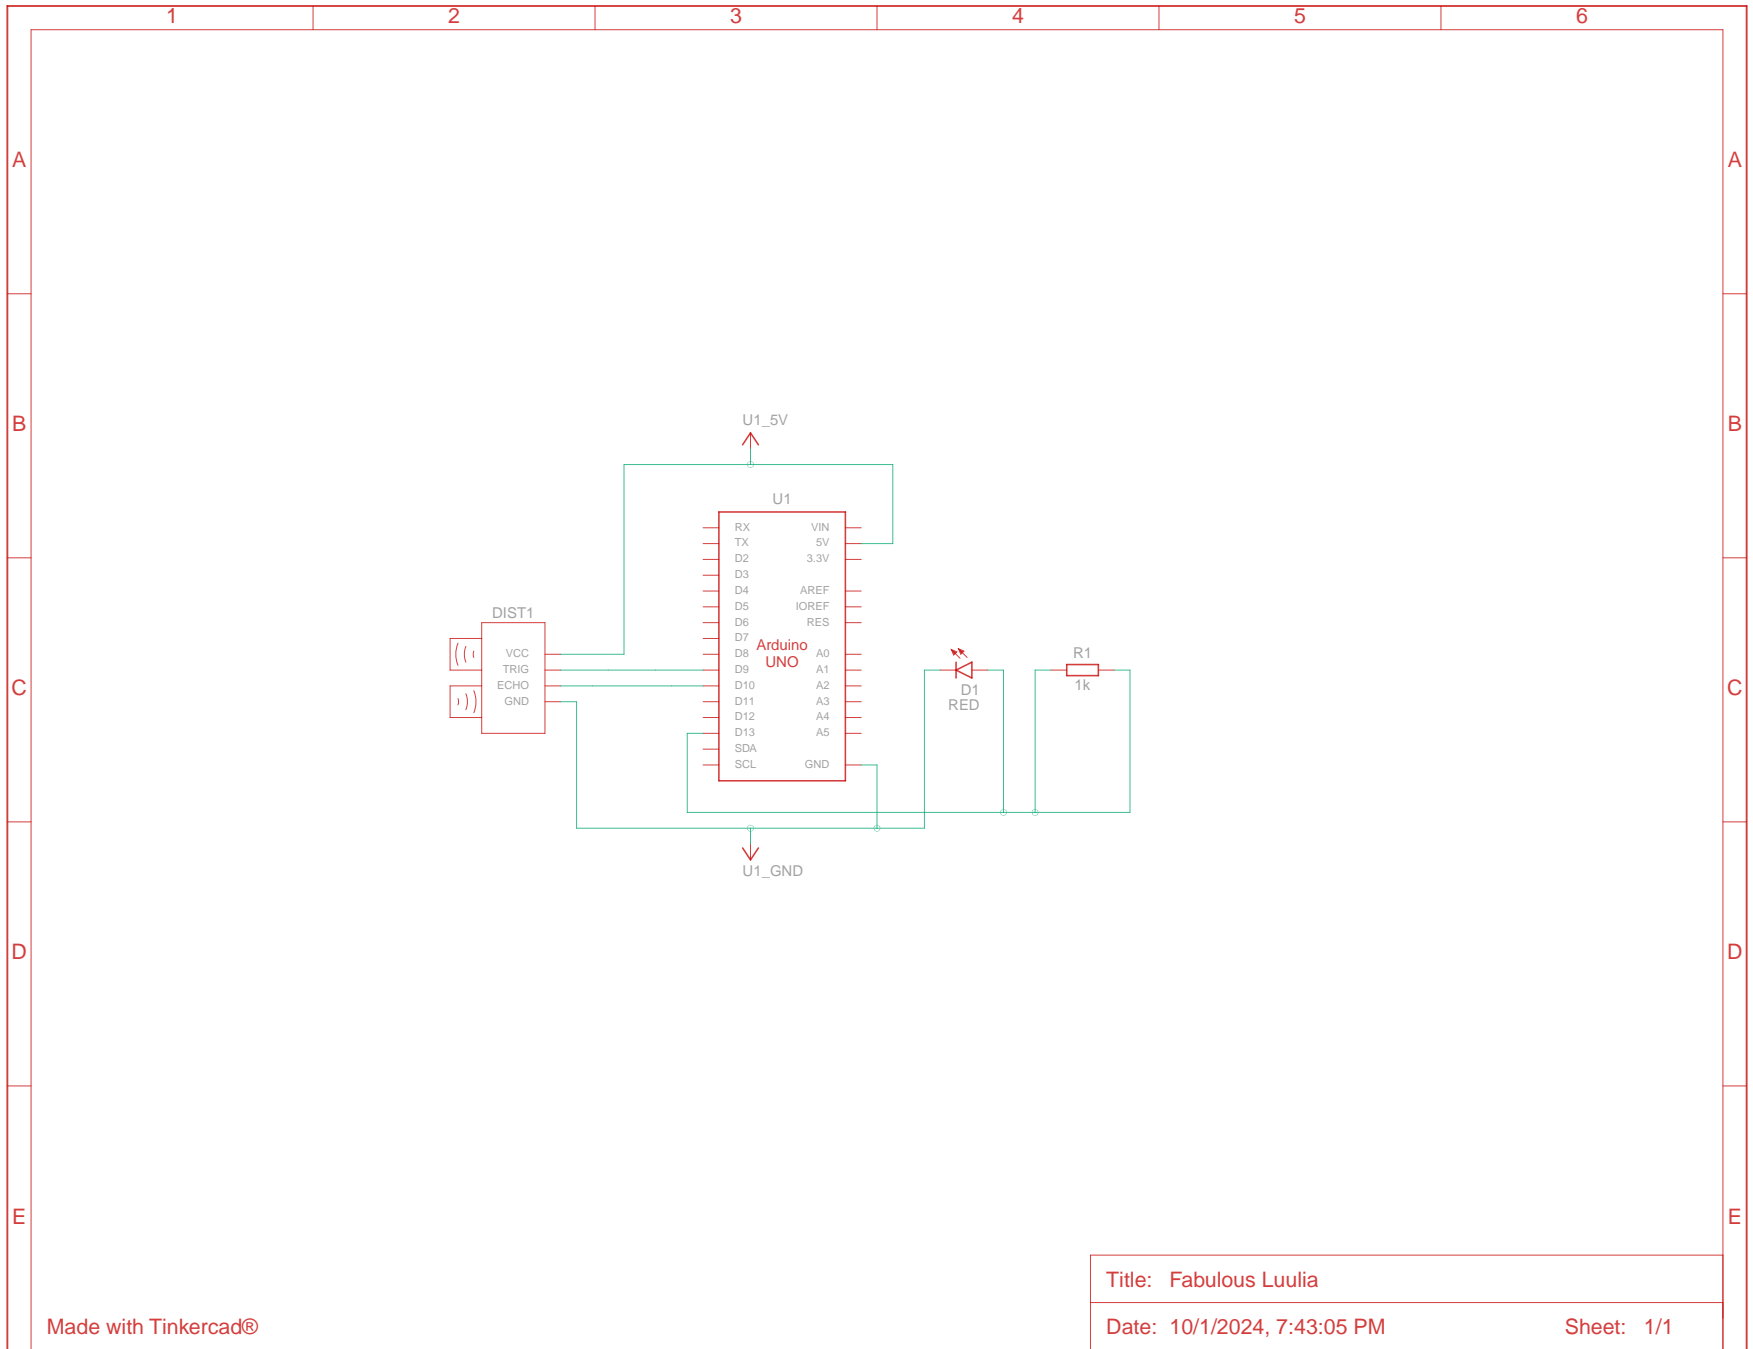 1 2 3 4 5 6
A A
B B
U1_5V
U1
RX VIN
TX 5V
D2 3.3V
D3
D4 AREF
D5 IOREF
D6 RES
D7
Arduino
UNO
D8 A0
D9 A1
D10 A2
D11 A3
D12 A4
D13 A5
SDA
SCL GND
DIST1
VCC
TRIG
ECHO
GND
D1
RED
R1
1k
C C
U1_GND
D D
E E
Title: Fabulous Luulia
Made with Tinkercad®
Date: 10/1/2024, 7:43:05 PM Sheet: 1/1